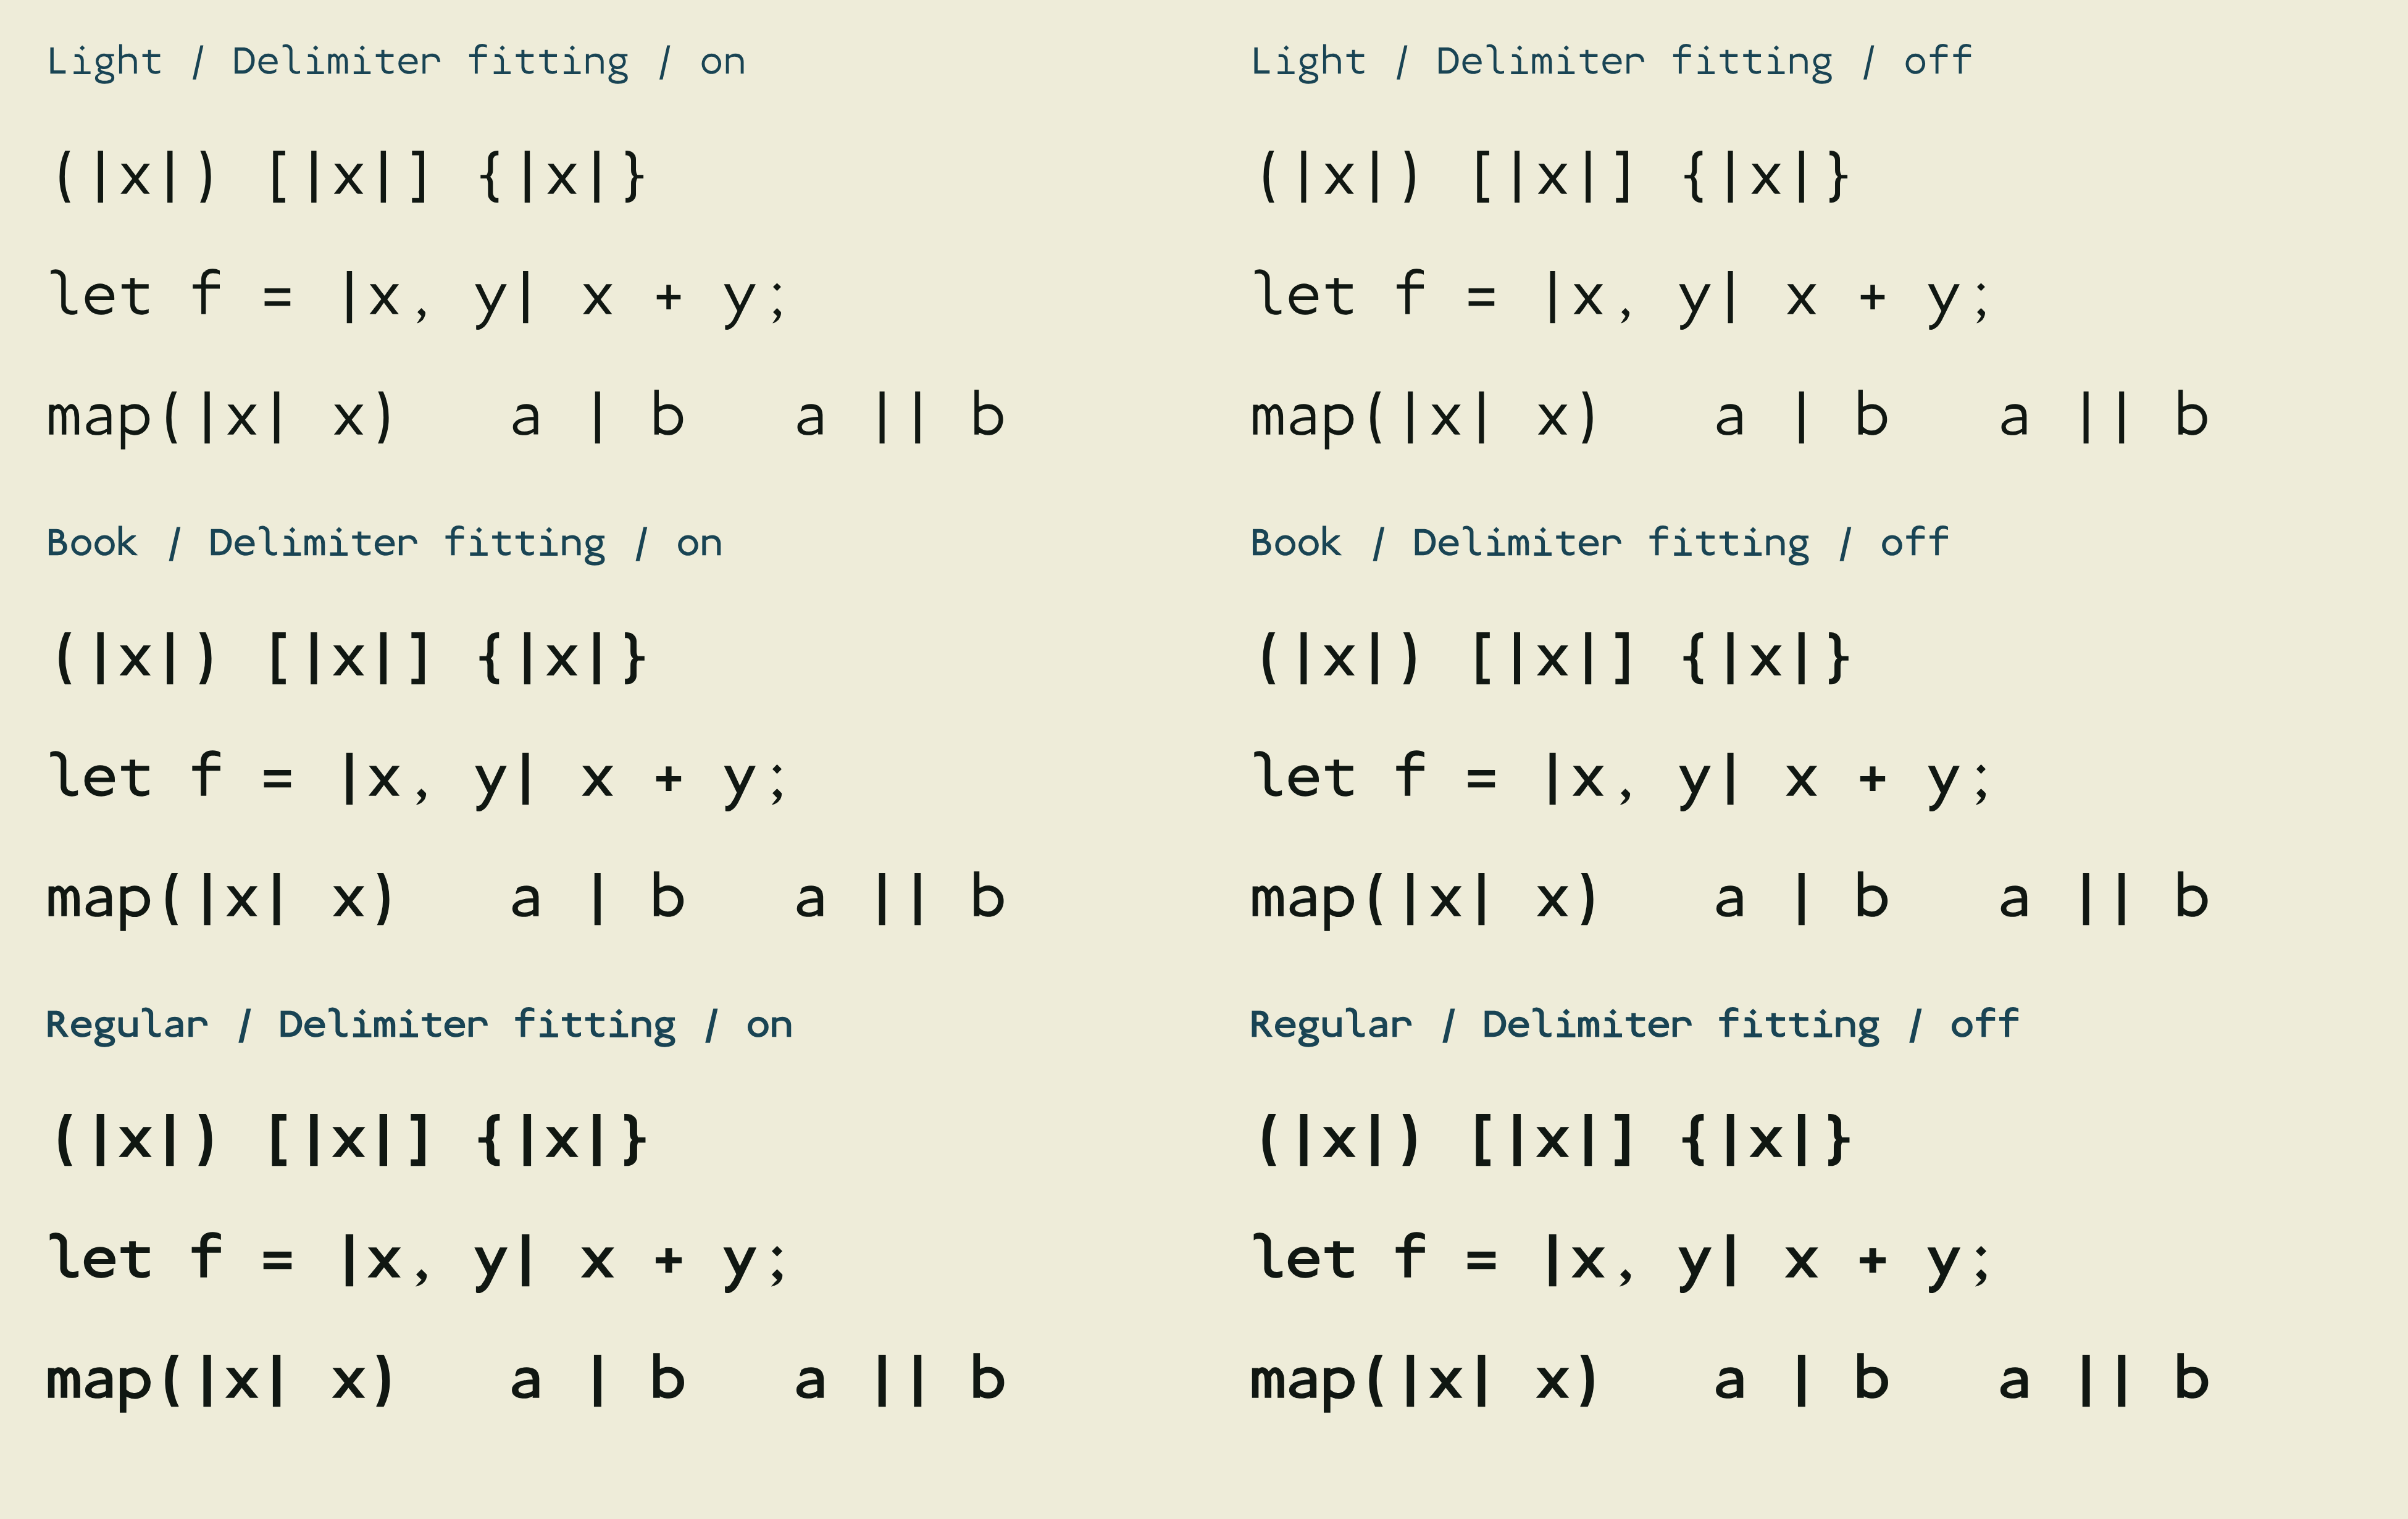 Light / Delimiter fitting / on
(|x|) [|x|] {|x|}
let f = |x, y| x + y;
map(|x| x)   a | b   a || b
Book / Delimiter fitting / on
(|x|) [|x|] {|x|}
let f = |x, y| x + y;
map(|x| x)   a | b   a || b
Regular / Delimiter fitting / on
(|x|) [|x|] {|x|}
let f = |x, y| x + y;
map(|x| x)   a | b   a || b
Light / Delimiter fitting / off
(|x|) [|x|] {|x|}
let f = |x, y| x + y;
map(|x| x)   a | b   a || b
Book / Delimiter fitting / off
(|x|) [|x|] {|x|}
let f = |x, y| x + y;
map(|x| x)   a | b   a || b
Regular / Delimiter fitting / off
(|x|) [|x|] {|x|}
let f = |x, y| x + y;
map(|x| x)   a | b   a || b